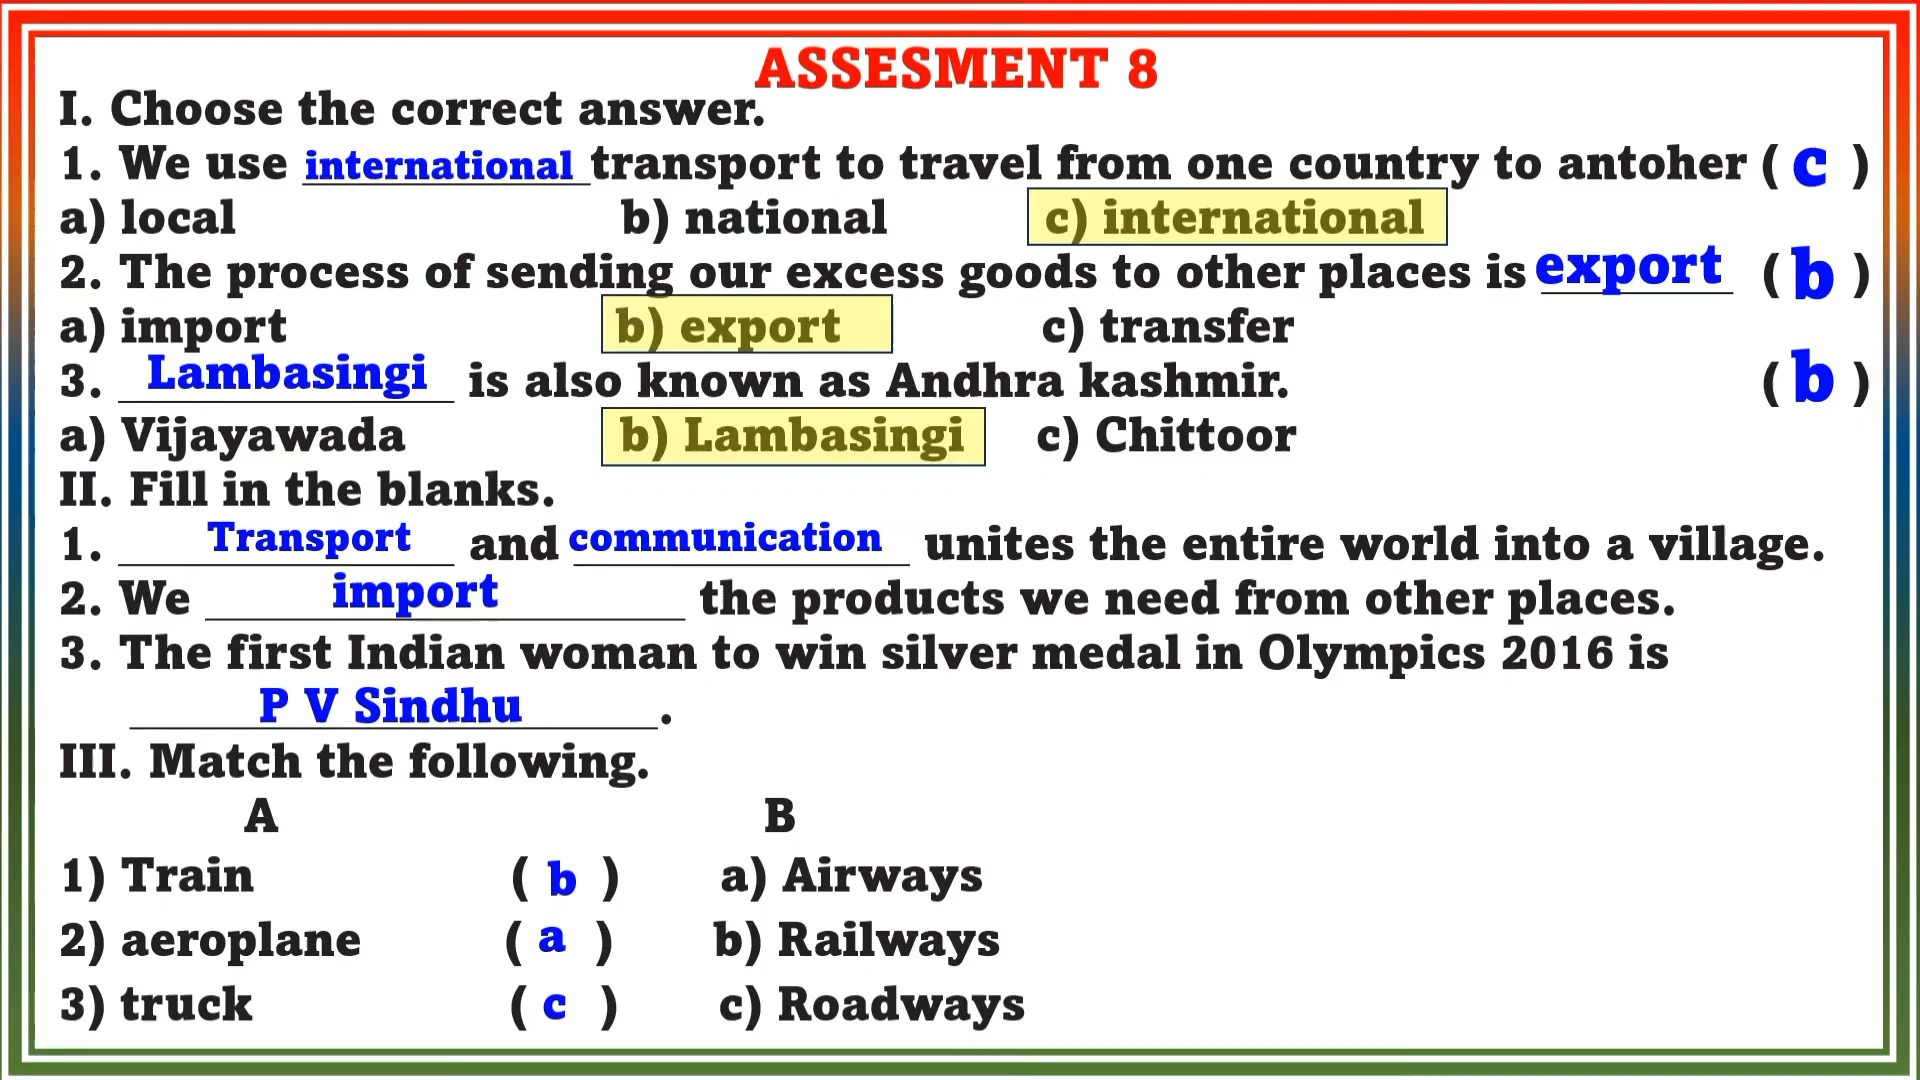 ASSESMENT 8
I. Choose the correct answer.
1. We use international transport to travel from one country to antoher ( c )
a) local b) national c) international
2. The process of sending our excess goods to other places is export ( b )
a) import b) export c) transfer
3. Lambasingi is also known as Andhra kashmir. ( b )
a) Vijayawada b) Lambasingi c) Chittoor
II. Fill in the blanks.
1. Transport and communication unites the entire world into a village.
2. We import the products we need from other places.
3. The first Indian woman to win silver medal in Olympics 2016 is
P V Sindhu .
III. Match the following.
A B
1) Train ( b ) a) Airways
2) aeroplane ( a ) b) Railways
3) truck ( c ) c) Roadways